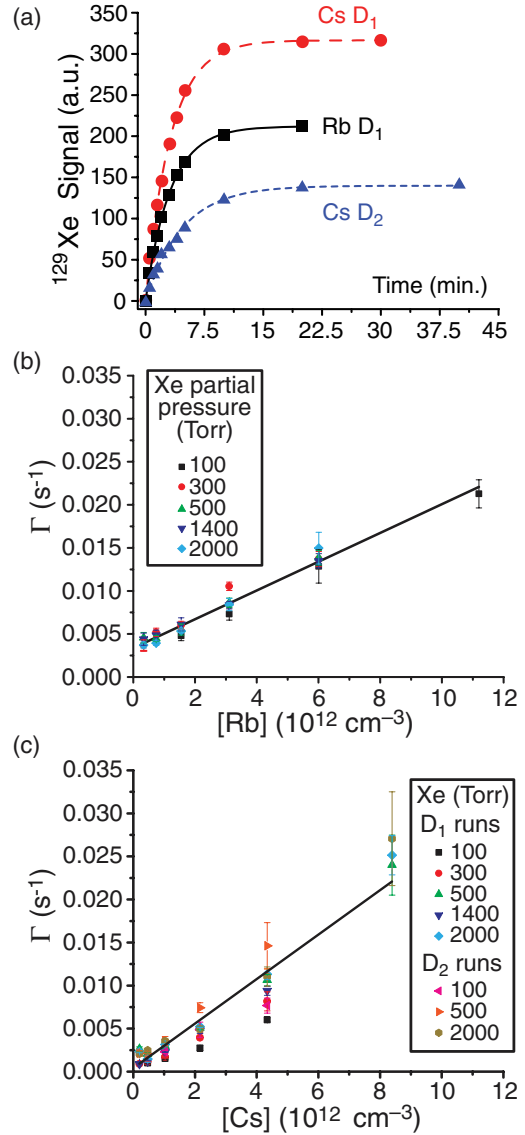 (a)
350
300
250
200
150
100
50
0
¹²⁹Xe Signal (a.u.)
Cs D₁
Rb D₁
Cs D₂
Time (min.)
0 7.5 15 22.5 30 37.5 45
(b)
0.035
0.030
0.025
0.020
0.015
0.010
0.005
0.000
Γ (s⁻¹)
Xe partial
pressure
(Torr)
100
300
500
1400
2000
0 2 4 6 8 10 12
[Rb] (10¹² cm⁻³)
(c)
0.035
0.030
0.025
0.020
0.015
0.010
0.005
0.000
Γ (s⁻¹)
Xe (Torr)
D₁ runs
100
300
500
1400
2000
D₂ runs
100
500
2000
0 2 4 6 8 10 12
[Cs] (10¹² cm⁻³)